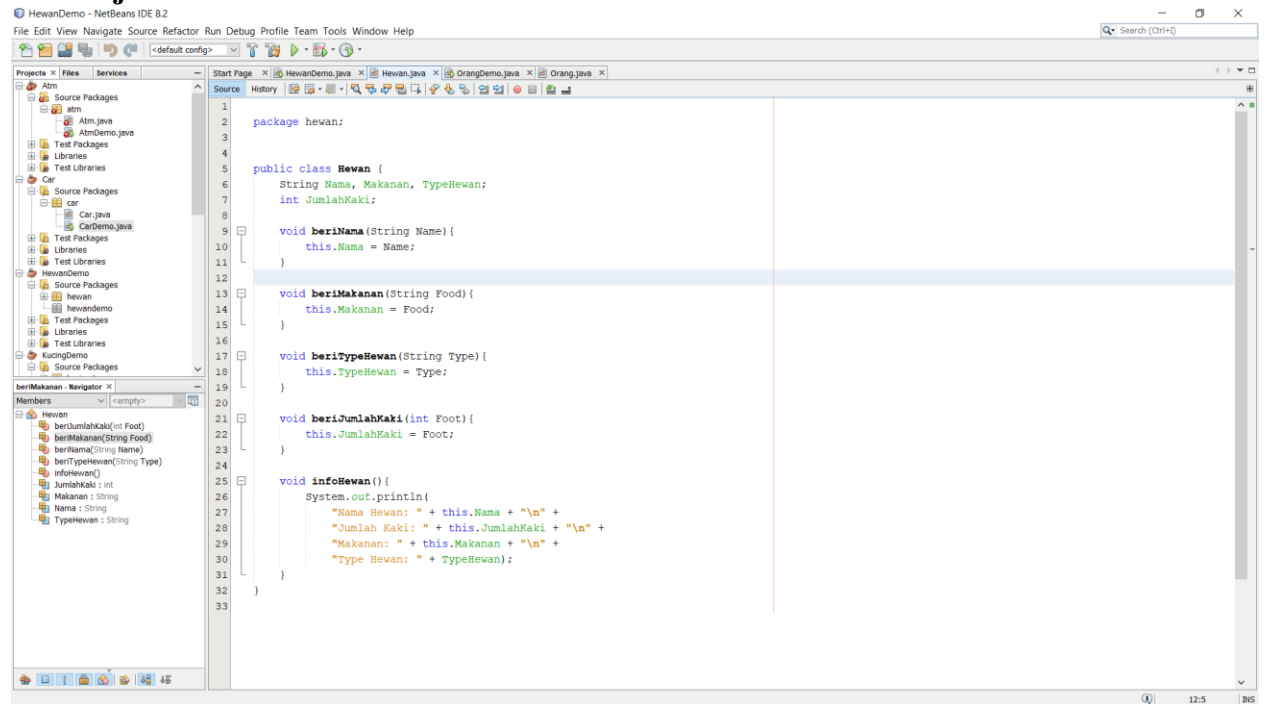 HewanDemo - NetBeans IDE 8.2
File Edit View Navigate Source Refactor Run Debug Profile Team Tools Window Help
Search (Ctrl+I)
<default config>
Projects Files Services
Start Page HewanDemo.java Hewan.java OrangDemo.java Orang.java
Source History
Atm
Source Packages
atm
Atm.java
AtmDemo.java
Test Packages
Libraries
Test Libraries
Car
Source Packages
car
Car.java
CarDemo.java
Test Packages
Libraries
Test Libraries
HewanDemo
Source Packages
hewan
hewandemo
Test Packages
Libraries
Test Libraries
KucingDemo
Source Packages
beriMakanan - Navigator
Members <empty>
Hewan
beriJumlahKaki(int Foot)
beriMakanan(String Food)
beriNama(String Name)
beriTypeHewan(String Type)
infoHewan()
JumlahKaki : int
Makanan : String
Nama : String
TypeHewan : String
1
2 package hewan;
3
4
5 public class Hewan {
6 String Nama, Makanan, TypeHewan;
7 int JumlahKaki;
8
9 void beriNama(String Name){
10 this.Nama = Name;
11 }
12
13 void beriMakanan(String Food){
14 this.Makanan = Food;
15 }
16
17 void beriTypeHewan(String Type){
18 this.TypeHewan = Type;
19 }
20
21 void beriJumlahKaki(int Foot){
22 this.JumlahKaki = Foot;
23 }
24
25 void infoHewan(){
26 System.out.println(
27 "Nama Hewan: " + this.Nama + "\n" +
28 "Jumlah Kaki: " + this.JumlahKaki + "\n" +
29 "Makanan: " + this.Makanan + "\n" +
30 "Type Hewan: " + TypeHewan);
31 }
32 }
33
12:5 INS